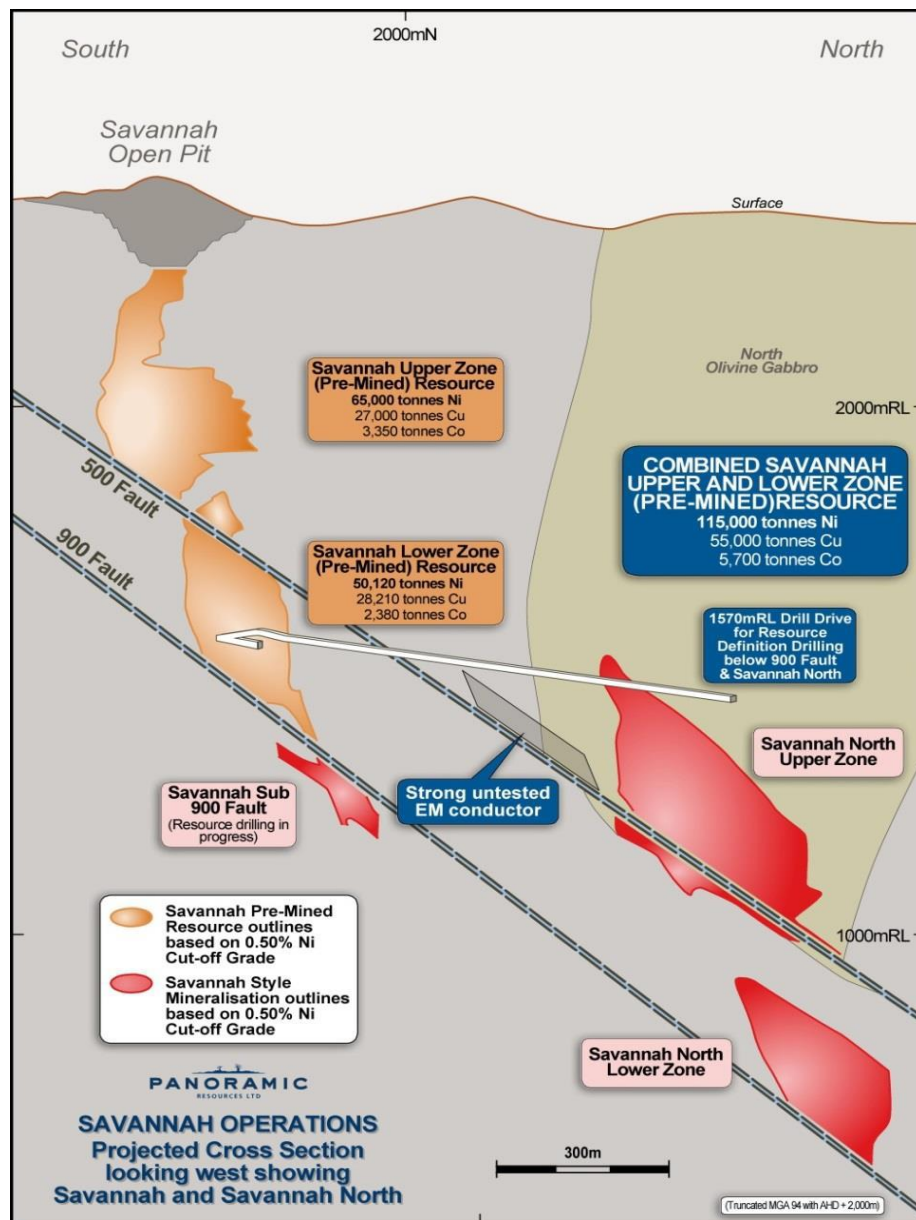 2000mN
South
North
Savannah
Open Pit
Surface
North
Olivine Gabbro
Savannah Upper Zone
(Pre-Mined) Resource
65,000 tonnes Ni
27,000 tonnes Cu
3,350 tonnes Co
2000mRL
COMBINED SAVANNAH
UPPER AND LOWER ZONE
(PRE-MINED)RESOURCE
115,000 tonnes Ni
55,000 tonnes Cu
5,700 tonnes Co
500 Fault
900 Fault
Savannah Lower Zone
(Pre-Mined) Resource
50,120 tonnes Ni
28,210 tonnes Cu
2,380 tonnes Co
1570mRL Drill Drive
for Resource
Definition Drilling
below 900 Fault
& Savannah North
Savannah North
Upper Zone
Strong untested
EM conductor
Savannah Sub
900 Fault
(Resource drilling in
progress)
Savannah Pre-Mined
Resource outlines
based on 0.50% Ni
Cut-off Grade
Savannah Style
Mineralisation outlines
based on 0.50% Ni
Cut-off Grade
1000mRL
Savannah North
Lower Zone
PANORAMIC
RESOURCES LTD
SAVANNAH OPERATIONS
Projected Cross Section
looking west showing
Savannah and Savannah North
300m
(Truncated MGA 94 with AHD + 2,000m)